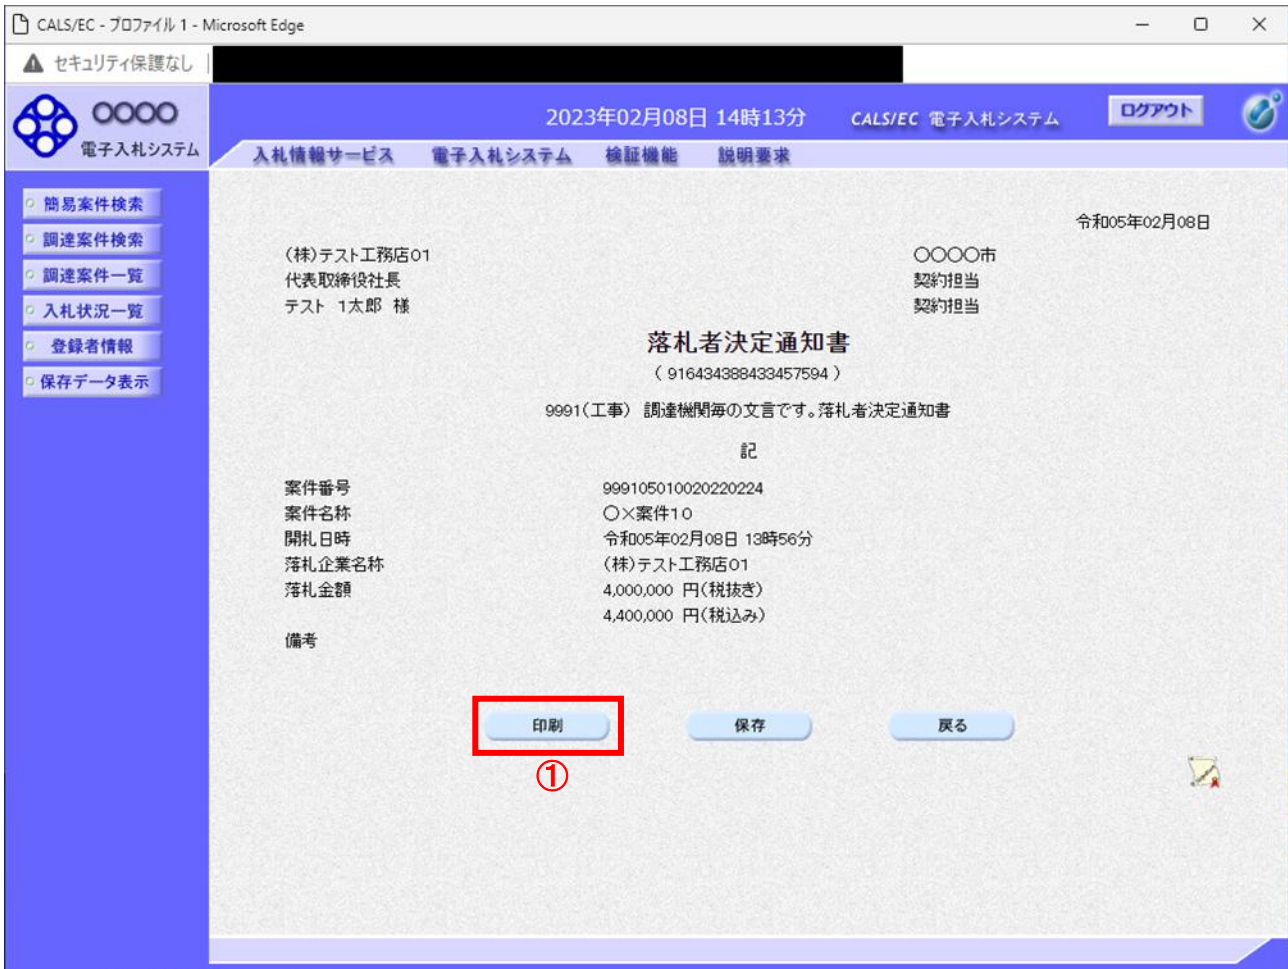 CALS/EC - プロファイル 1 - Microsoft Edge
セキュリティ保護なし
〇〇〇〇
電子入札システム
2023年02月08日 14時13分
CALS/EC 電子入札システム
ログアウト
入札情報サービス 電子入札システム 検証機能 説明要求
簡易案件検索
調達案件検索
調達案件一覧
入札状況一覧
登録者情報
保存データ表示
令和05年02月08日
(株)テスト工務店01
代表取締役社長
テスト 1太郎 様
〇〇〇〇市
契約担当
契約担当
落札者決定通知書
( 916434388433457594 )
9991(工事) 調達機関毎の文言です。落札者決定通知書
記
案件番号 999105010020220224
案件名称 〇×案件10
開札日時 令和05年02月08日 13時56分
落札企業名称 (株)テスト工務店01
落札金額 4,000,000 円(税抜き)
4,400,000 円(税込み)
備考
印刷 保存 戻る
①